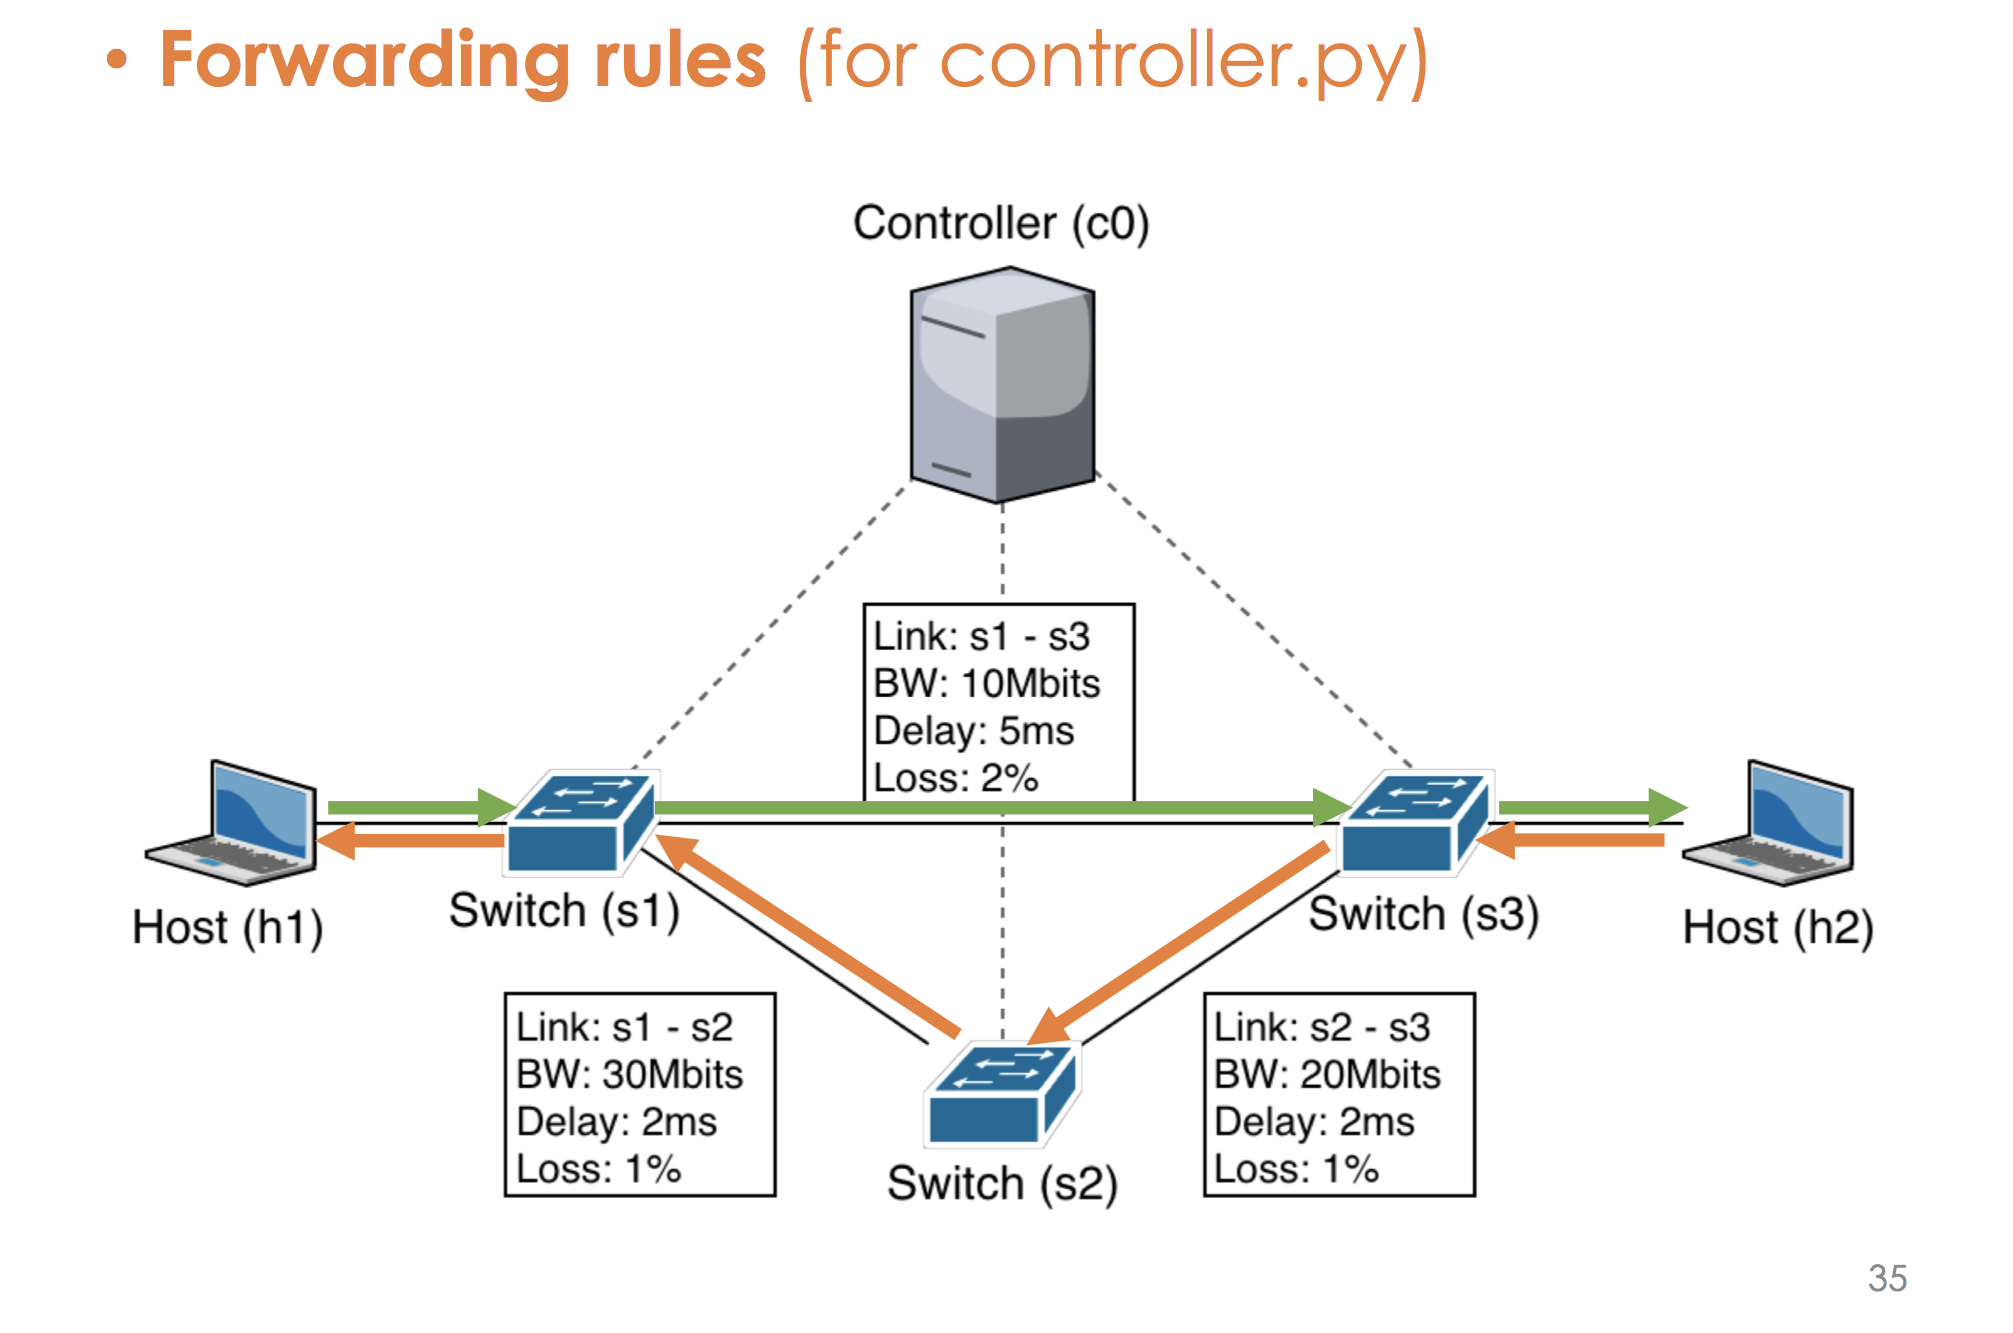 • Forwarding rules (for controller.py)
Controller (c0)
Link: s1 - s3
BW: 10Mbits
Delay: 5ms
Loss: 2%
Host (h1)
Switch (s1)
Switch (s3)
Host (h2)
Link: s1 - s2
BW: 30Mbits
Delay: 2ms
Loss: 1%
Link: s2 - s3
BW: 20Mbits
Delay: 2ms
Loss: 1%
Switch (s2)
35